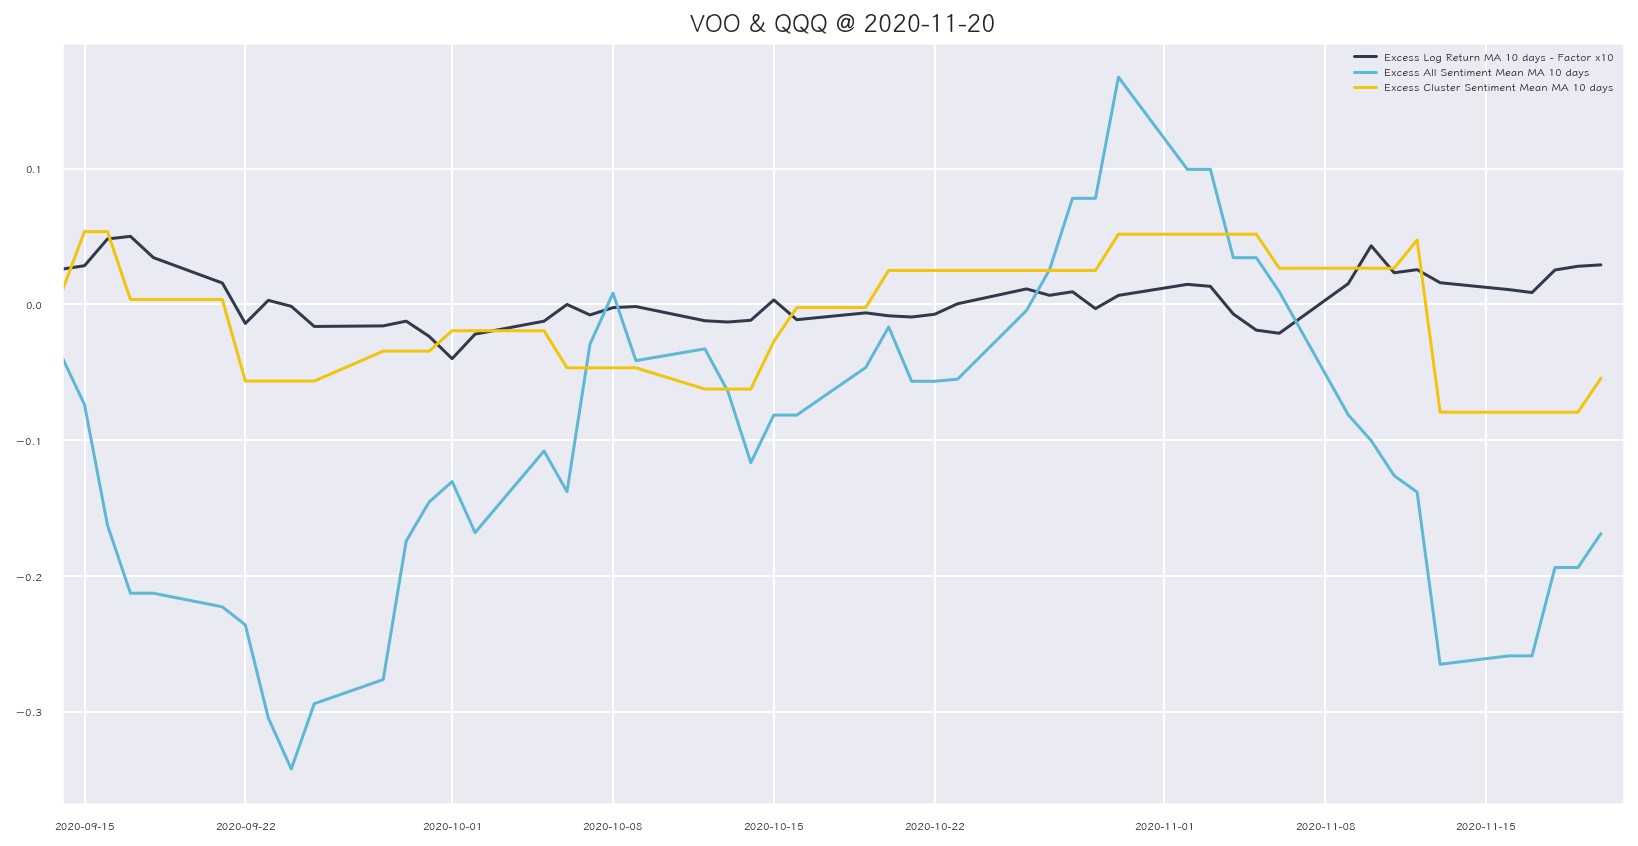 VOO & QQQ @ 2020-11-20
Excess Log Return MA 10 days - Factor x10
Excess All Sentiment Mean MA 10 days
Excess Cluster Sentiment Mean MA 10 days
0.1
0.0
−0.1
−0.2
−0.3
2020-09-15 2020-09-22 2020-10-01 2020-10-08 2020-10-15 2020-10-22 2020-11-01 2020-11-08 2020-11-15